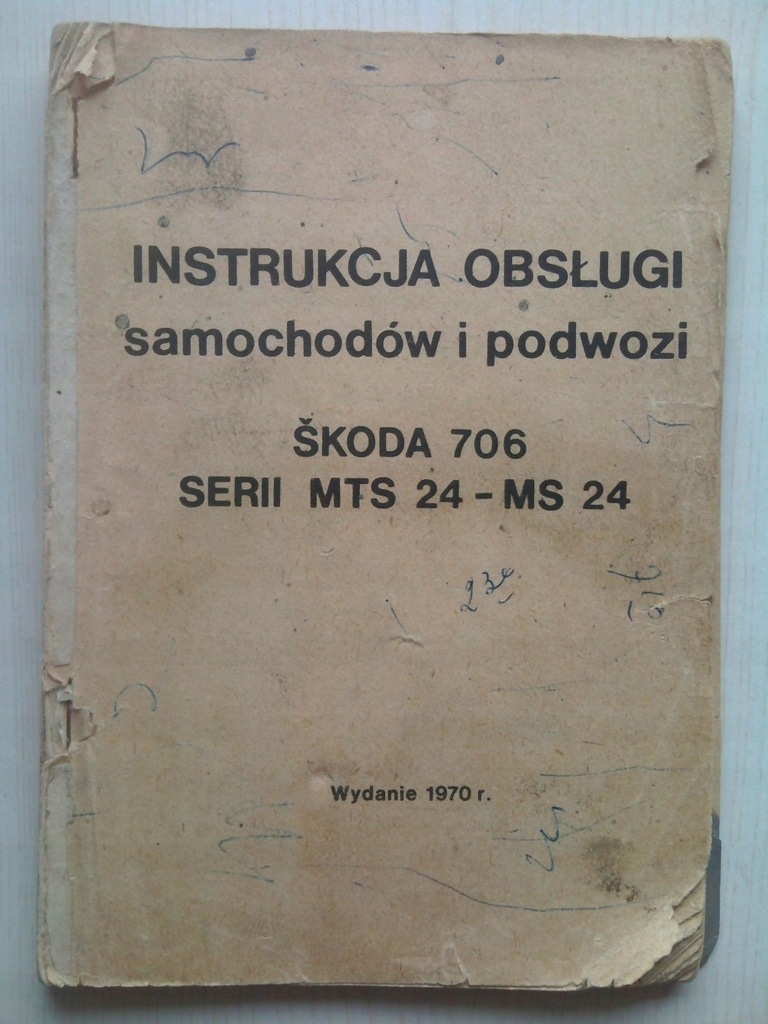 INSTRUKCJA OBSŁUGI
samochodów i podwozi
ŠKODA 706
SERII MTS 24 - MS 24
Wydanie 1970 r.